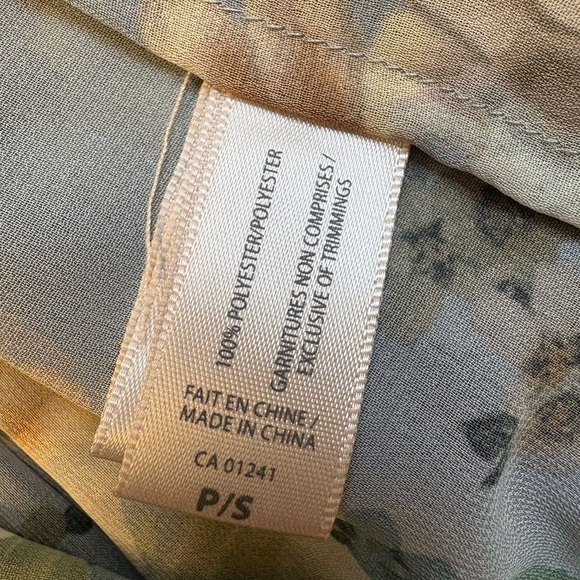 100% POLYESTER/POLYESTER
GARNITURES NON COMPRISES /
EXCLUSIVE OF TRIMMINGS
FAIT EN CHINE /
MADE IN CHINA
CA 01241
P/S